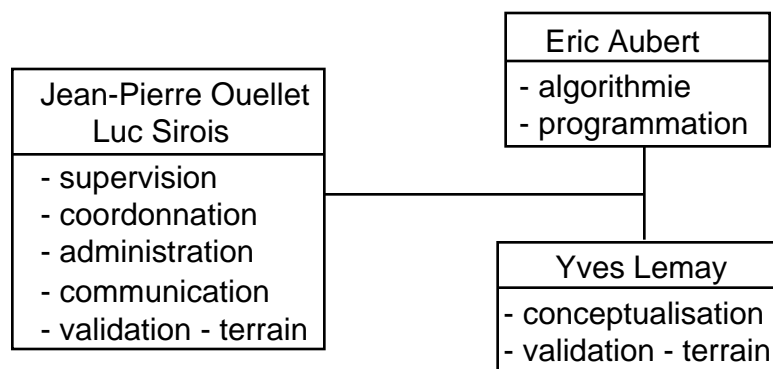 Jean-Pierre Ouellet
Luc Sirois
- supervision
- coordonnation
- administration
- communication
- validation - terrain
Eric Aubert
- algorithmie
- programmation
Yves Lemay
- conceptualisation
- validation - terrain